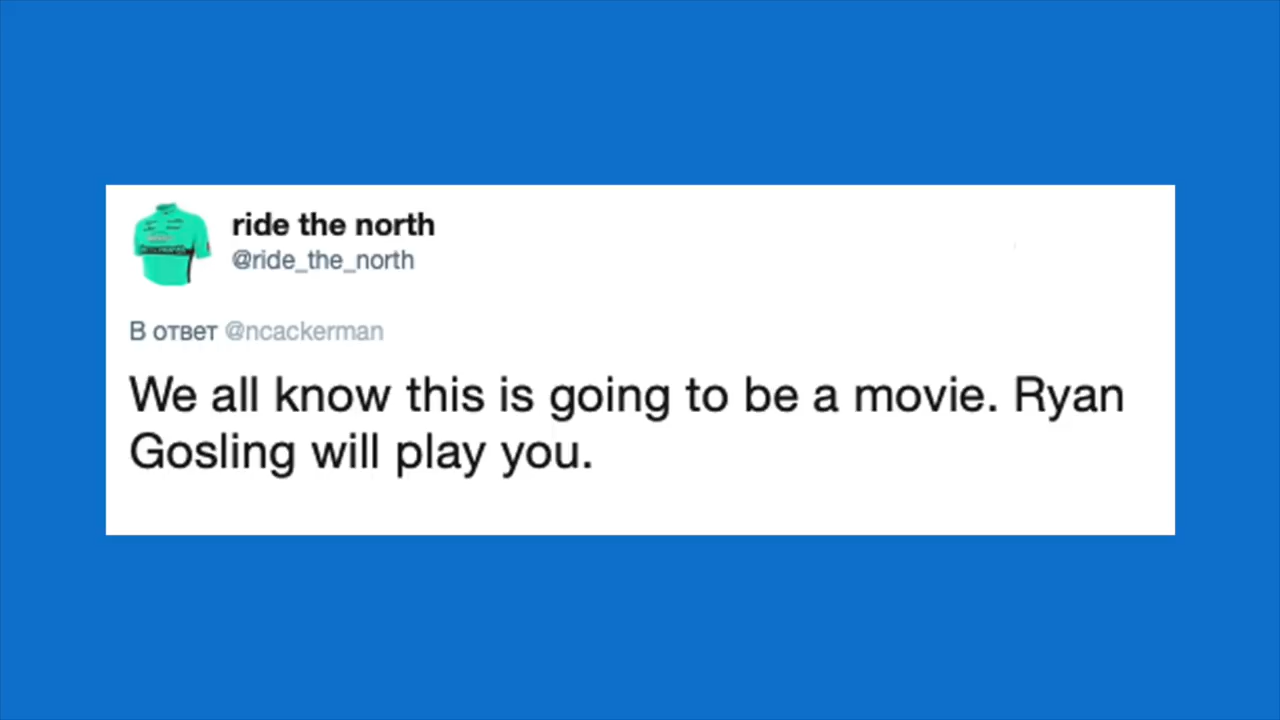 ride the north
@ride_the_north
В ответ @ncackerman
We all know this is going to be a movie. Ryan
Gosling will play you.